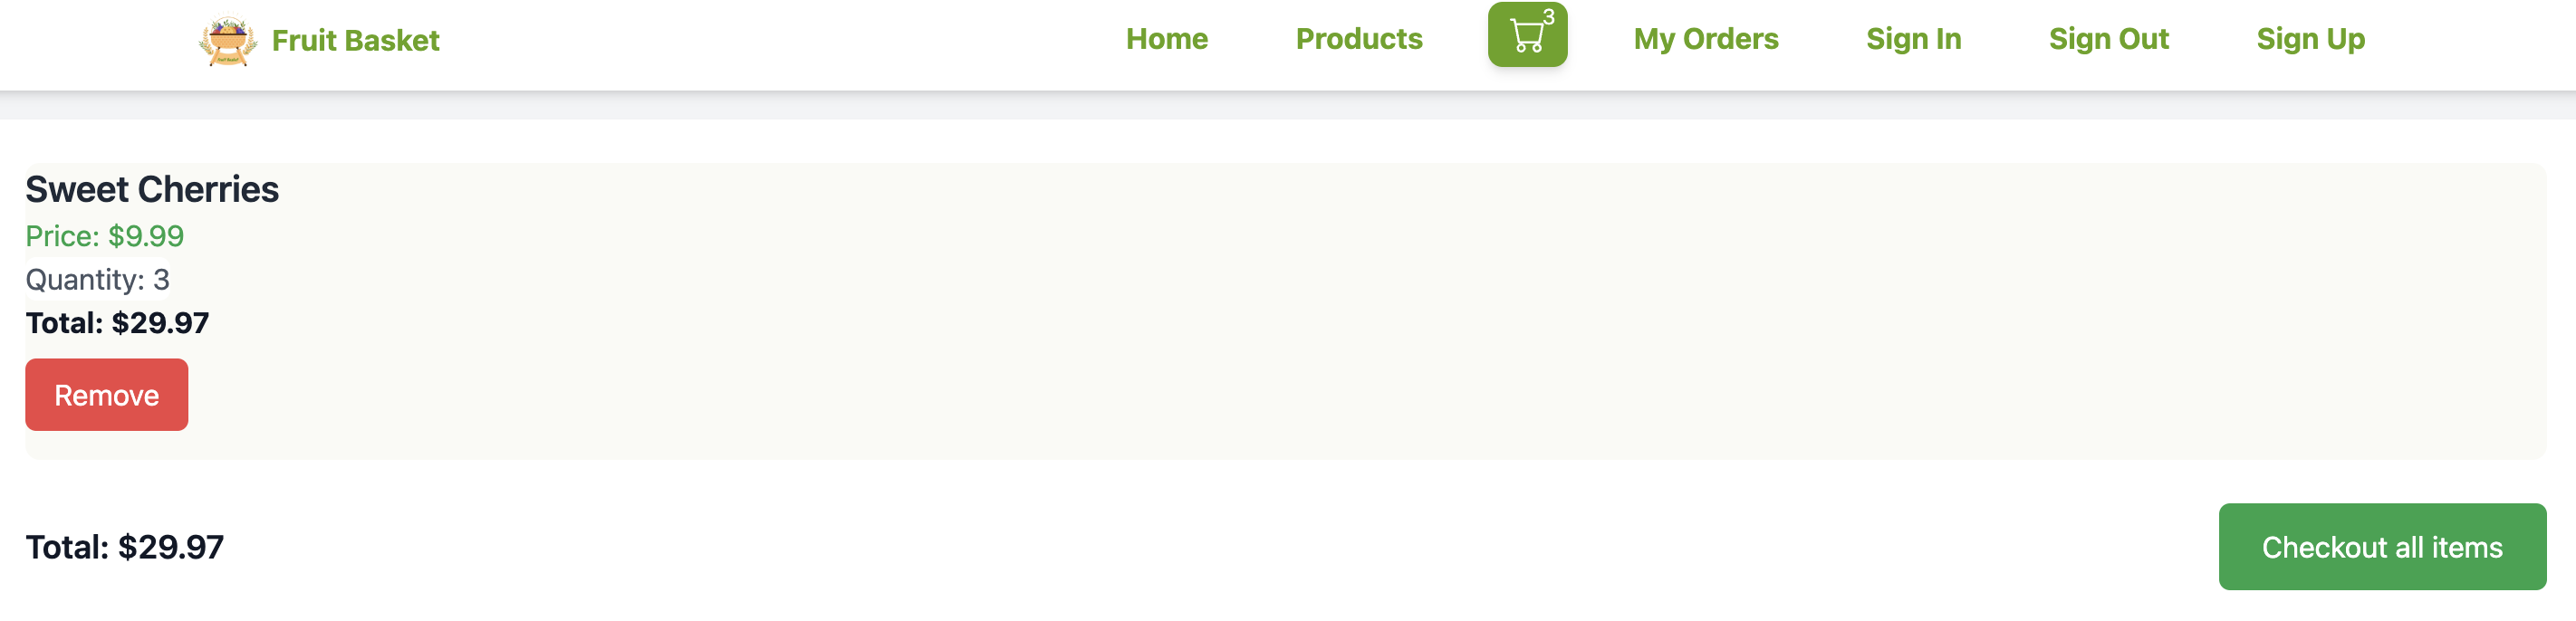 Fruit Basket
Home Products 3 My Orders Sign In Sign Out Sign Up
Sweet Cherries
Price: $9.99
Quantity: 3
Total: $29.97
Remove
Total: $29.97 Checkout all items